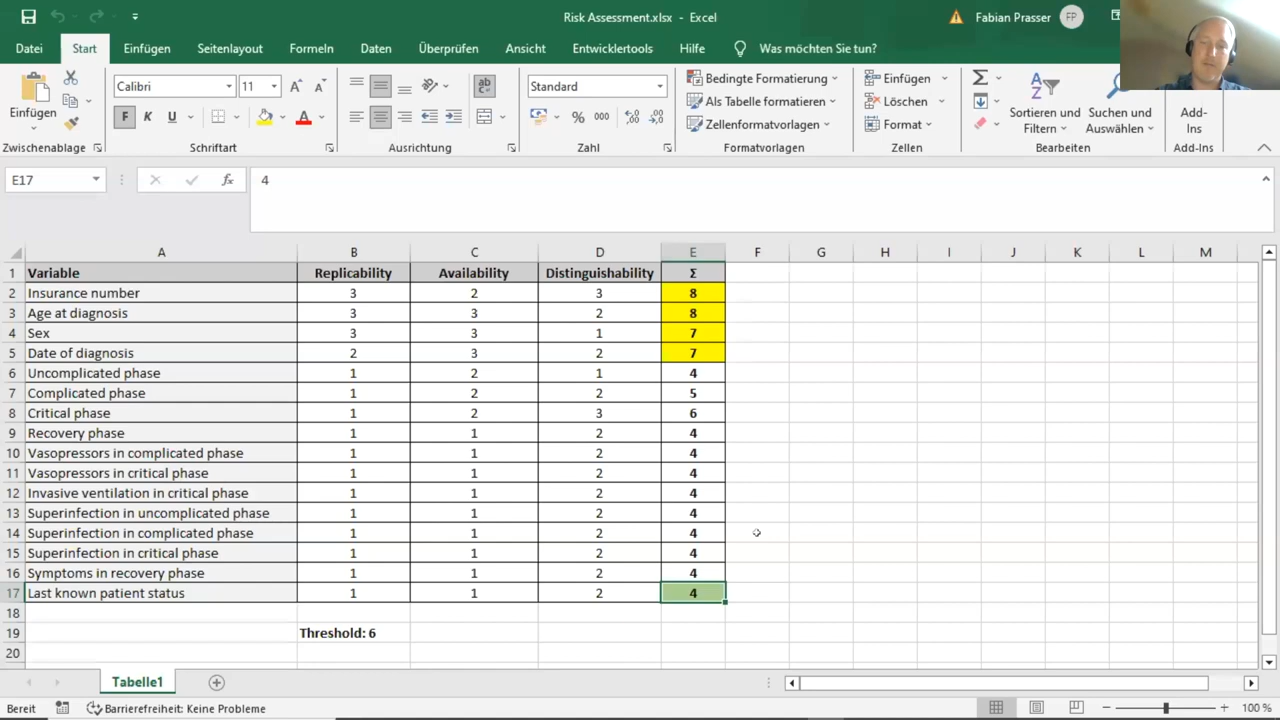 Risk Assessment.xlsx - Excel
Fabian Prasser FP
Datei Start Einfügen Seitenlayout Formeln Daten Überprüfen Ansicht Entwicklertools Hilfe Was möchten Sie tun?
Einfügen
Zwischenablage
Calibri 11
F K U
Schriftart
ab
Ausrichtung
Standard
% 000
Zahl
Bedingte Formatierung
Als Tabelle formatieren
Zellenformatvorlagen
Formatvorlagen
Einfügen
Löschen
Format
Zellen
Sortieren und Filtern
Suchen und Auswählen
Bearbeiten
Add-Ins
Add-Ins
E17 fx 4
A B C D E F G H I J K L M
1 Variable Replicability Availability Distinguishability Σ
2 Insurance number 3 2 3 8
3 Age at diagnosis 3 3 2 8
4 Sex 3 3 1 7
5 Date of diagnosis 2 3 2 7
6 Uncomplicated phase 1 2 1 4
7 Complicated phase 1 2 2 5
8 Critical phase 1 2 3 6
9 Recovery phase 1 1 2 4
10 Vasopressors in complicated phase 1 1 2 4
11 Vasopressors in critical phase 1 1 2 4
12 Invasive ventilation in critical phase 1 1 2 4
13 Superinfection in uncomplicated phase 1 1 2 4
14 Superinfection in complicated phase 1 1 2 4
15 Superinfection in critical phase 1 1 2 4
16 Symptoms in recovery phase 1 1 2 4
17 Last known patient status 1 1 2 4
18
19 Threshold: 6
20
Tabelle1
Bereit Barrierefreiheit: Keine Probleme 100 %